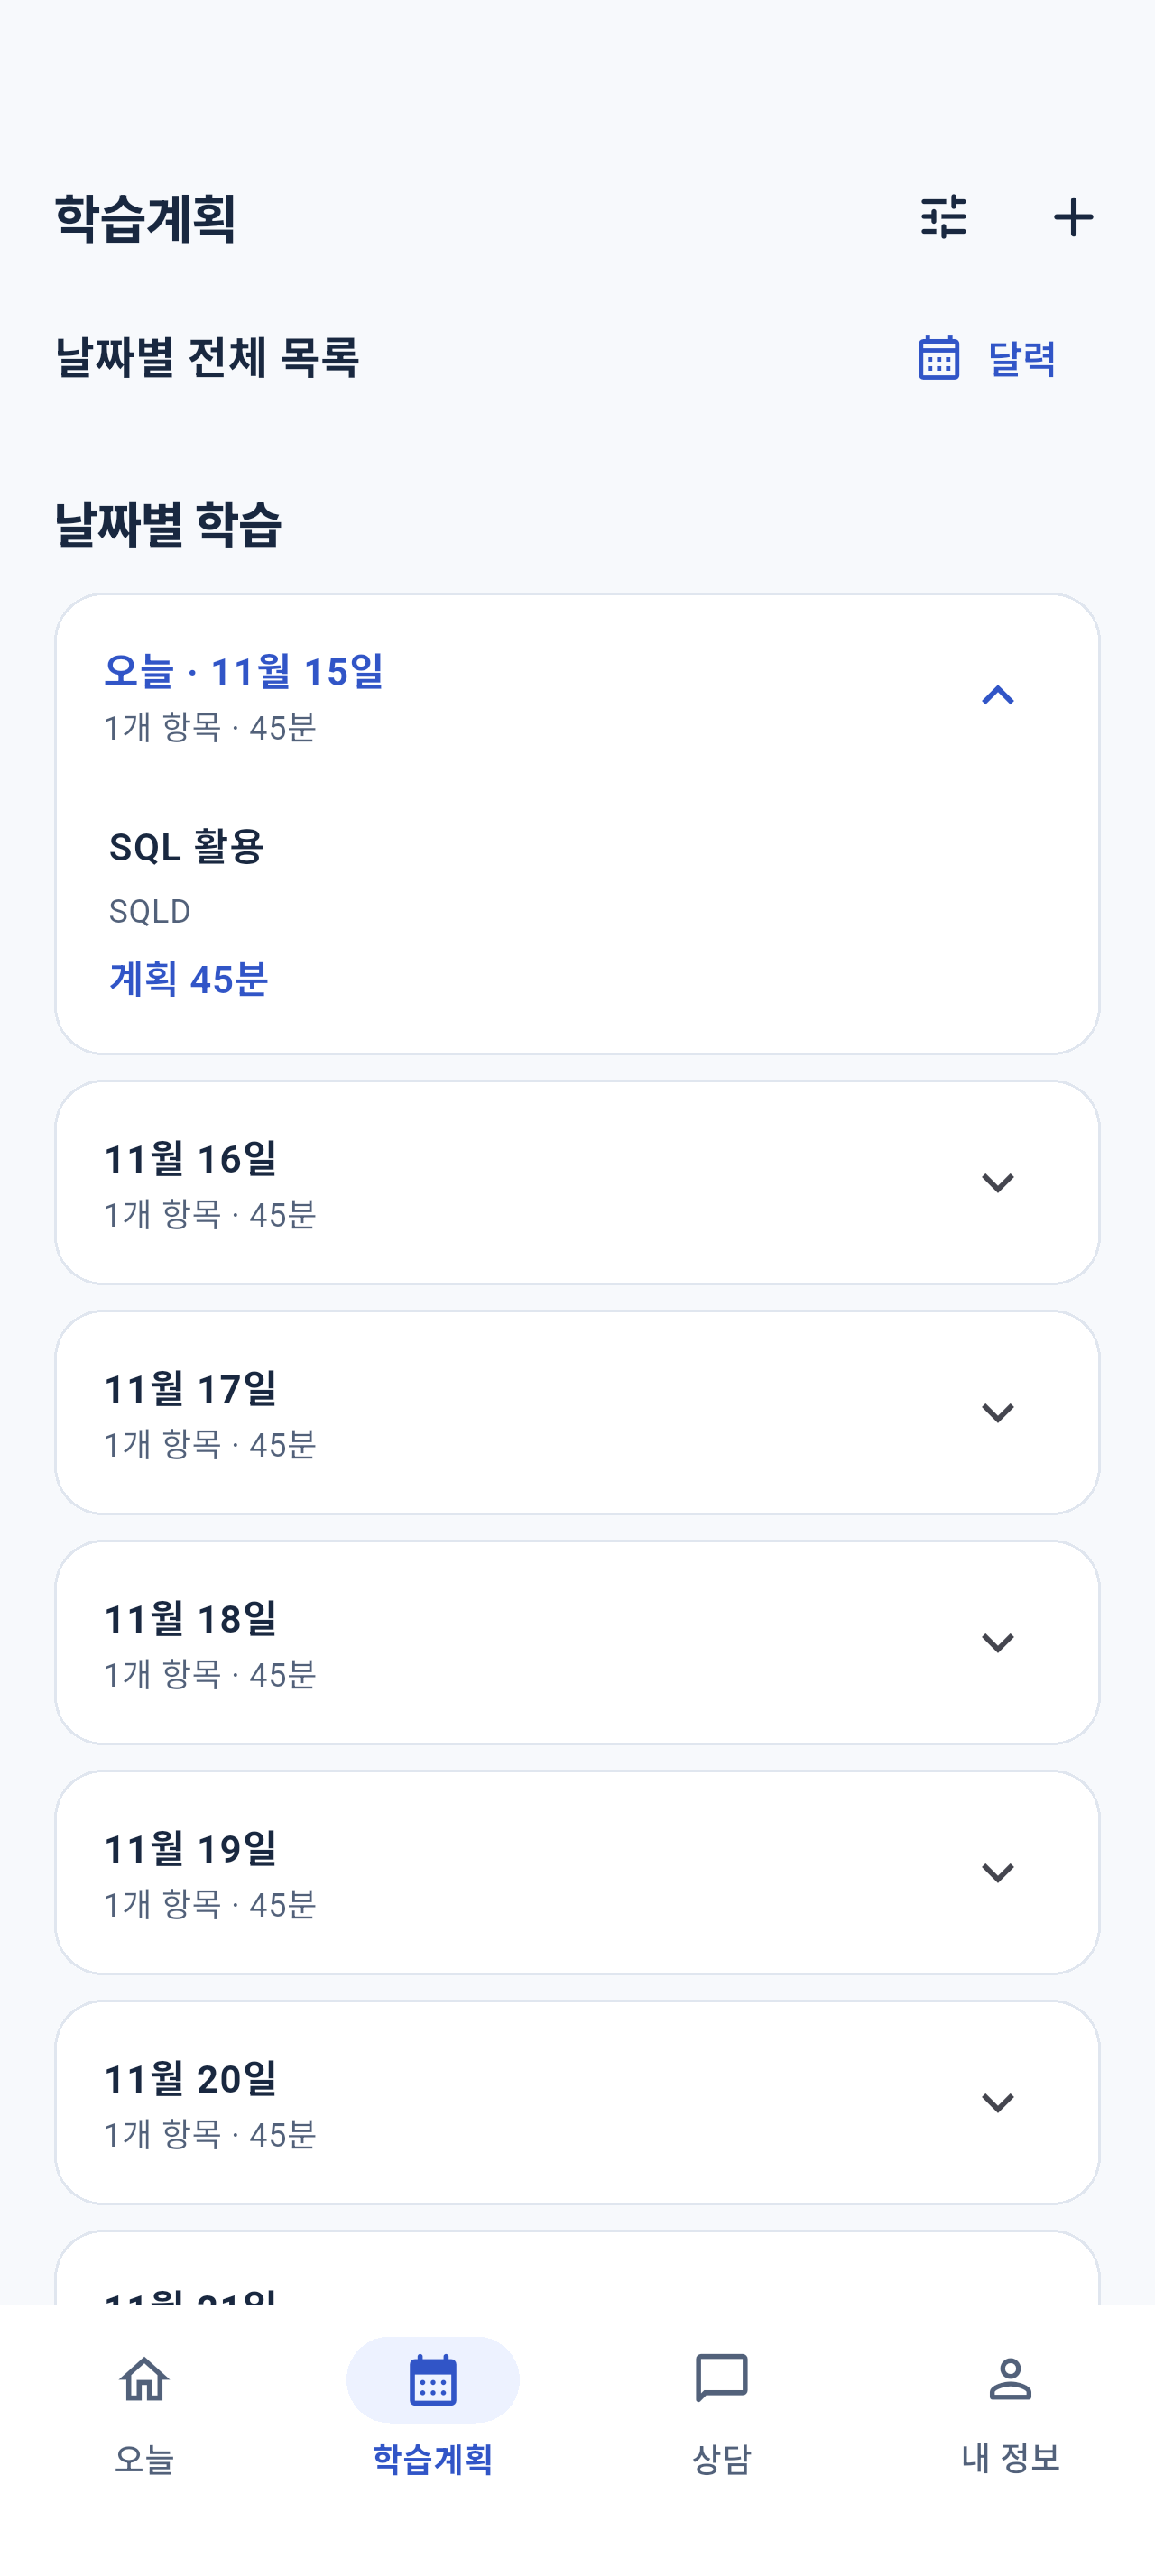 학습계획
날짜별 전체 목록
달력
날짜별 학습
오늘 · 11월 15일
1개 항목 · 45분
SQL 활용
SQLD
계획 45분
11월 16일
1개 항목 · 45분
11월 17일
1개 항목 · 45분
11월 18일
1개 항목 · 45분
11월 19일
1개 항목 · 45분
11월 20일
1개 항목 · 45분
11월 21일
오늘
학습계획
상담
내 정보